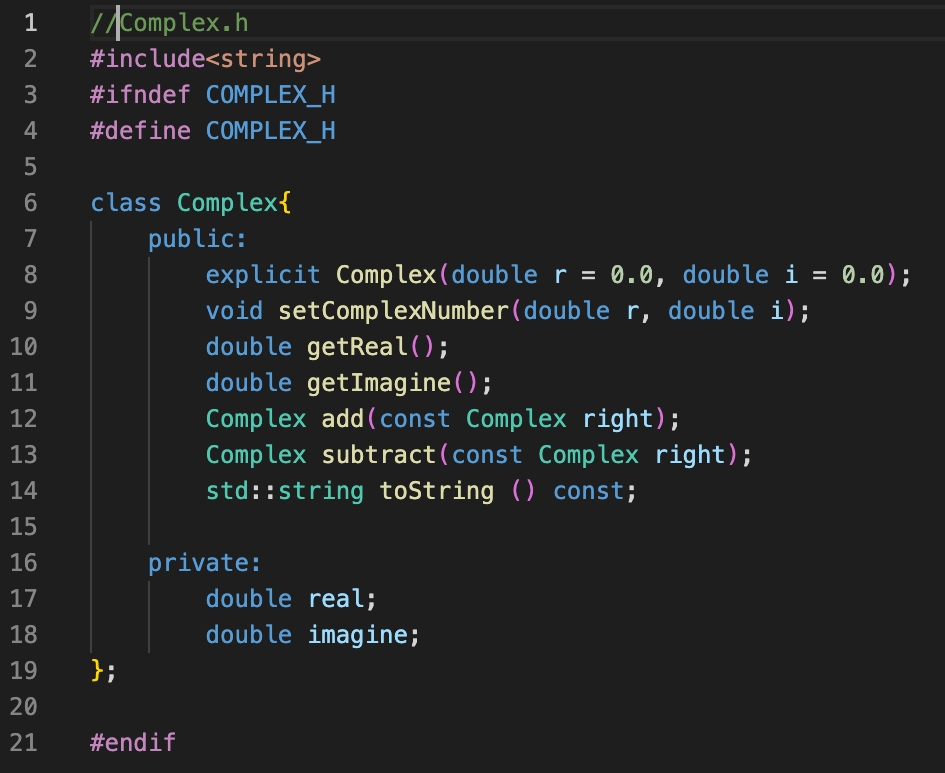 1 //Complex.h
2 #include<string>
3 #ifndef COMPLEX_H
4 #define COMPLEX_H
5
6 class Complex{
7     public:
8         explicit Complex(double r = 0.0, double i = 0.0);
9         void setComplexNumber(double r, double i);
10         double getReal();
11         double getImagine();
12         Complex add(const Complex right);
13         Complex subtract(const Complex right);
14         std::string toString () const;
15
16     private:
17         double real;
18         double imagine;
19 };
20
21 #endif